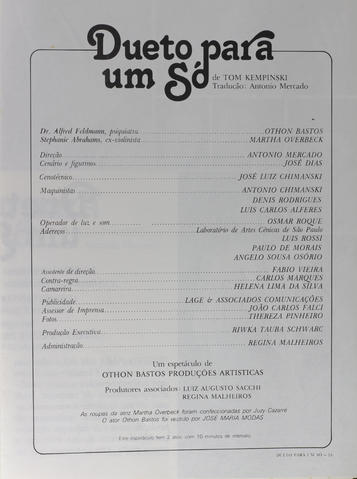 Dueto para
um Só
de TOM KEMPINSKI
Tradução: Antonio Mercado
Dr. Alfred Feldmann, psiquiatra OTHON BASTOS
Stephanie Abrahams, ex-violinista MARTHA OVERBECK
Direção ANTONIO MERCADO
Cenário e figurinos JOSÉ DIAS
Cenotécnico JOSÉ LUIZ CHIMANSKI
Maquinistas ANTONIO CHIMANSKI
DENIS RODRIGUES
LUIS CARLOS ALFERES
Operador de luz e som OSMAR ROQUE
Adereços Laboratório de Artes Cênicas de São Paulo
LUIS ROSSI
PAULO DE MORAIS
ANGELO SOUSA OSÓRIO
Assistente de direção FABIO VIEIRA
Contra-regra CARLOS MARQUES
Camareira HELENA LIMA DA SILVA
Publicidade LAGE & ASSOCIADOS COMUNICAÇÕES
Assessor de Imprensa JOÃO CARLOS FALCI
Fotos THEREZA PINHEIRO
Produção Executiva RIWKA TAUBA SCHWARC
Administração REGINA MALHEIROS
Um espetáculo de
OTHON BASTOS PRODUÇÕES ARTISTICAS
Produtores associados: LUIZ AUGUSTO SACCHI
REGINA MALHEIROS
As roupas da atriz Martha Overbeck foram confeccionadas por Judy Cazarré
O ator Othon Bastos foi vestido por JOSÉ MARIA MODAS
Este espetáculo tem 2 atos, com 10 minutos de intervalo.
DUETO PARA UM SÓ